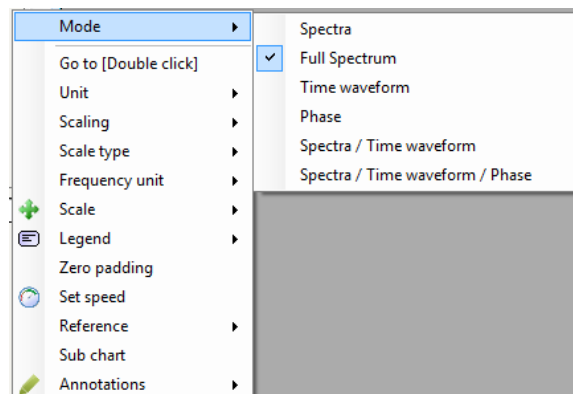 Mode
Go to [Double click]
Unit
Scaling
Scale type
Frequency unit
Scale
Legend
Zero padding
Set speed
Reference
Sub chart
Annotations
Spectra
Full Spectrum
Time waveform
Phase
Spectra / Time waveform
Spectra / Time waveform / Phase